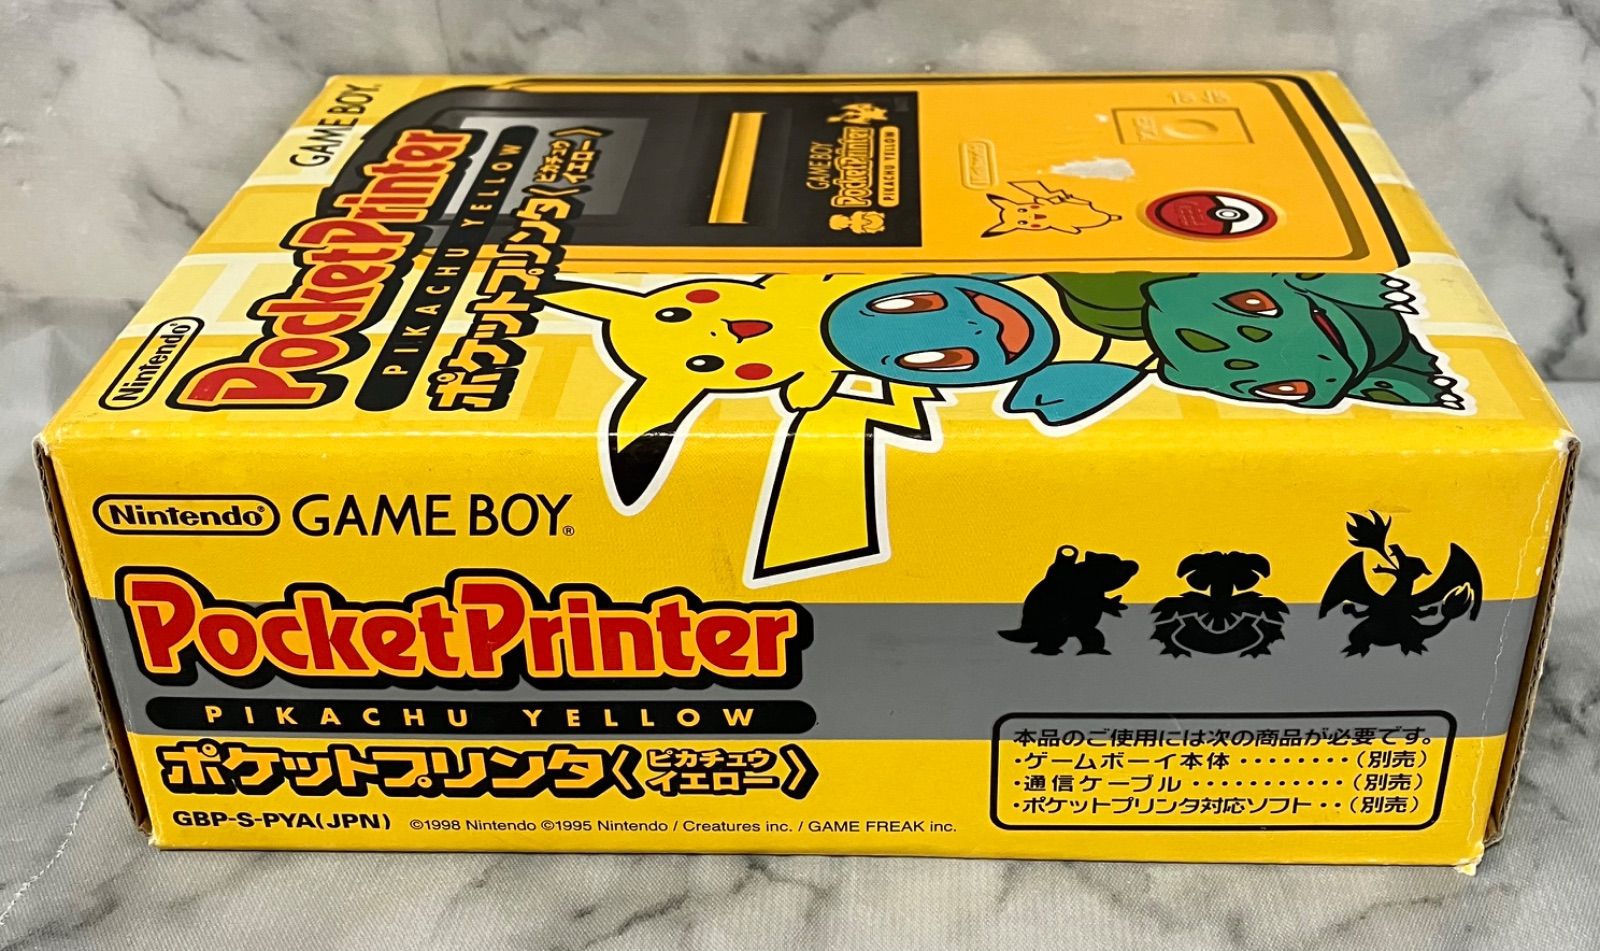 GAME BOY
Nintendo
PocketPrinter
PIKACHU YELLOW
ポケットプリンタ〈ピカチュウイエロー〉
GAME BOY
PocketPrinter
PIKACHU YELLOW
Nintendo
Nintendo® GAME BOY®
PocketPrinter
PIKACHU YELLOW
ポケットプリンタ〈ピカチュウイエロー〉
GBP-S-PYA(JPN) ©1998 Nintendo ©1995 Nintendo / Creatures inc. / GAME FREAK inc.
本品のご使用には次の商品が必要です。
・ゲームボーイ本体・・・・・・・・(別売)
・通信ケーブル・・・・・・・・・・・(別売)
・ポケットプリンタ対応ソフト・・(別売)